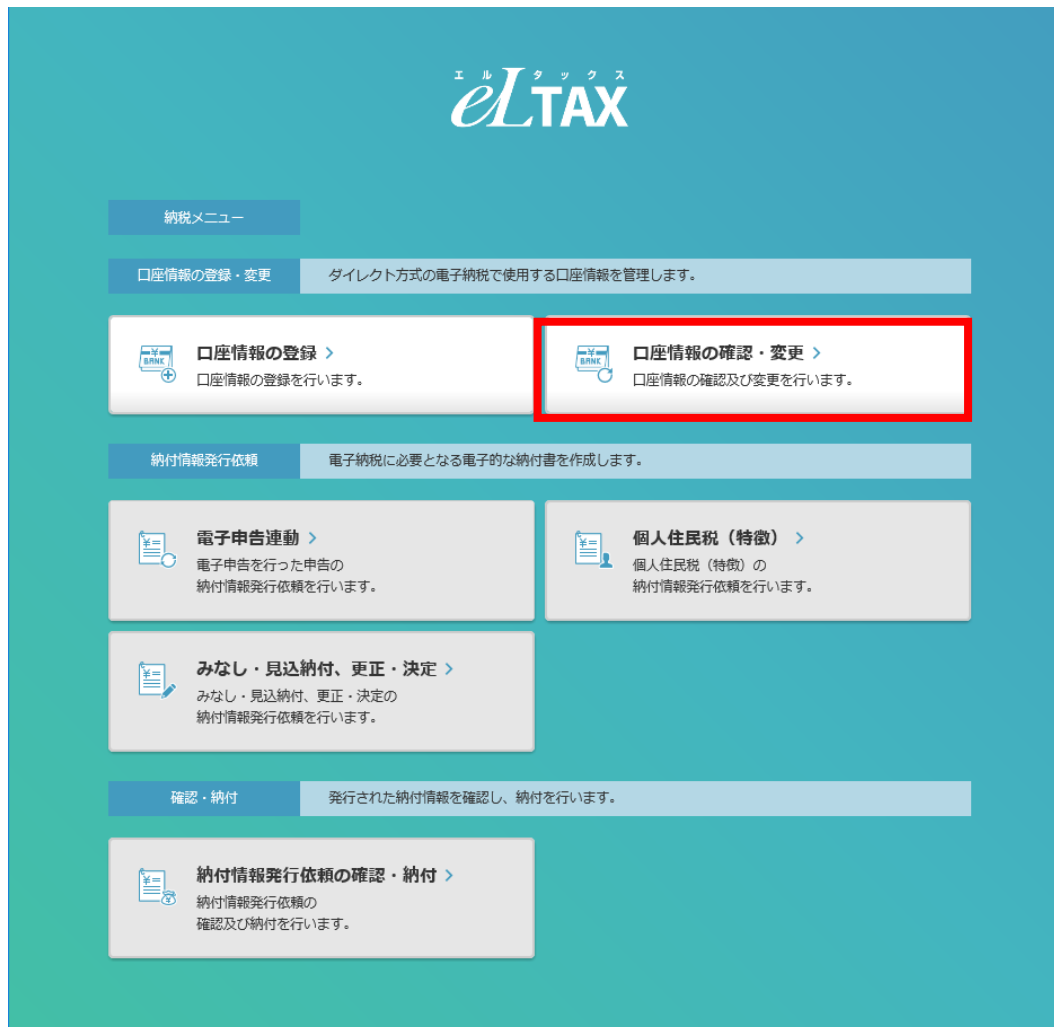 エルタックス
eLTAX
納税メニュー
口座情報の登録・変更 ダイレクト方式の電子納税で使用する口座情報を管理します。
BANK
口座情報の登録 >
口座情報の登録を行います。
BANK
口座情報の確認・変更 >
口座情報の確認及び変更を行います。
納付情報発行依頼 電子納税に必要となる電子的な納付書を作成します。
電子申告連動 >
電子申告を行った申告の
納付情報発行依頼を行います。
個人住民税（特徴） >
個人住民税（特徴）の
納付情報発行依頼を行います。
みなし・見込納付、更正・決定 >
みなし・見込納付、更正・決定の
納付情報発行依頼を行います。
確認・納付 発行された納付情報を確認し、納付を行います。
納付情報発行依頼の確認・納付 >
納付情報発行依頼の
確認及び納付を行います。